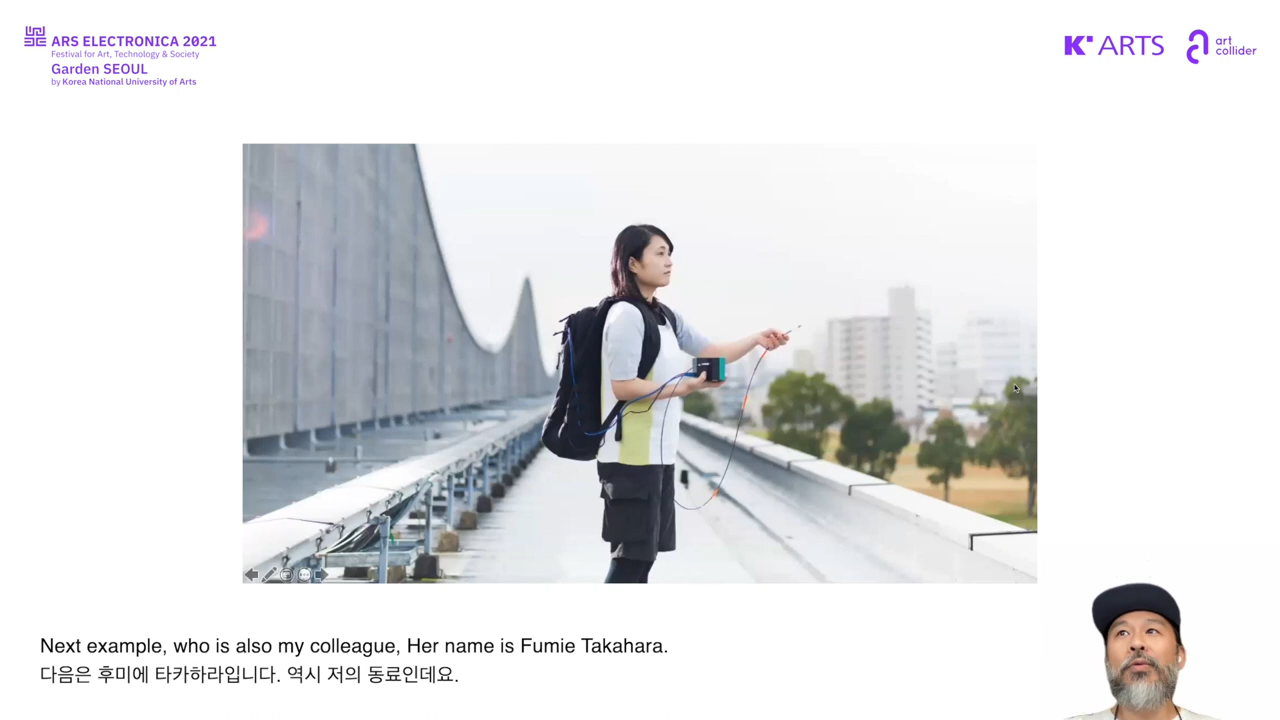 ARS ELECTRONICA 2021
Festival for Art, Technology & Society
Garden SEOUL
by Korea National University of Arts
K' ARTS
art
collider
Next example, who is also my colleague, Her name is Fumie Takahara.
다음은 후미에 타카하라입니다. 역시 저의 동료인데요.